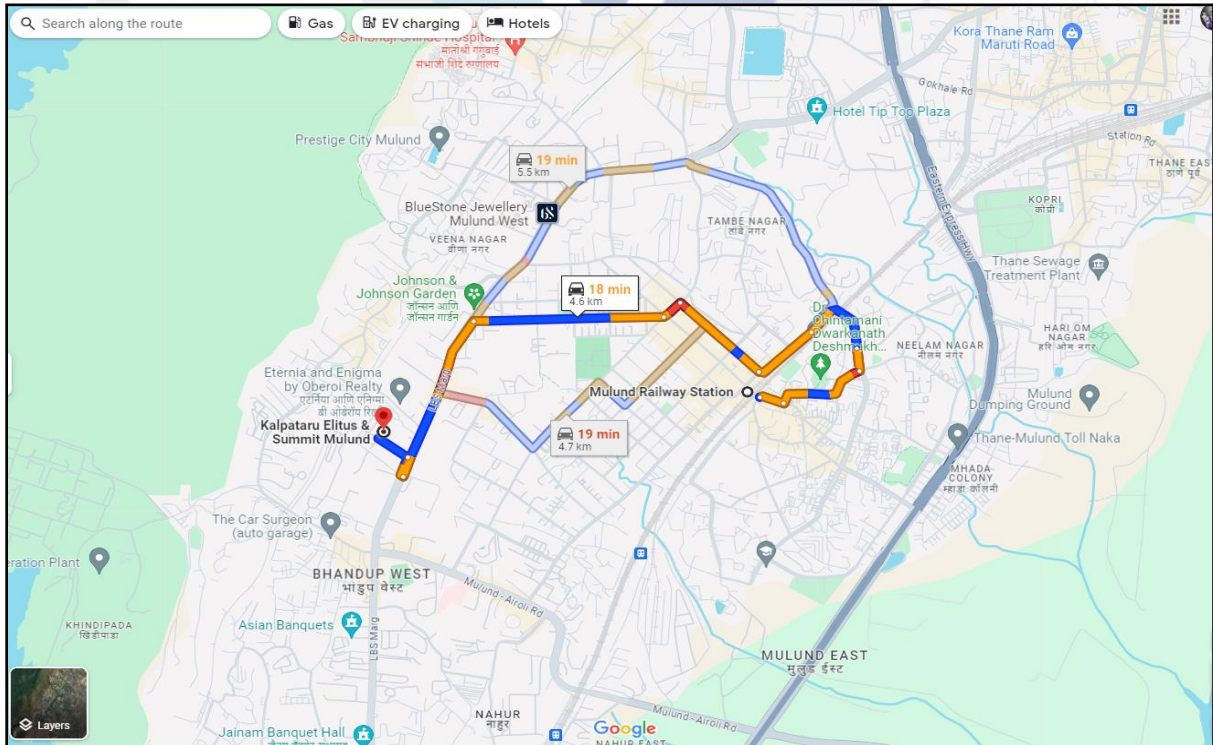 Search along the route
Gas
EV charging
Hotels
Sambhaji Shinde Hospital
मातोश्री गंगुबाई
संभाजी शिंदे रुग्णालय
Kora Thane Ram
Maruti Road
Gokhale Rd
Hotel Tip Top Plaza
Station Rd
Prestige City Mulund
THANE EAST
ठाणे पूर्व
19 min
5.5 km
Eastern Express Hwy
KOPRI
कोपरी
BlueStone Jewellery
Mulund West
TAMBE NAGAR
तांबे नगर
VEENA NAGAR
वीणा नगर
Thane Sewage
Treatment Plant
Johnson &
Johnson Garden
जॉन्सन आणि
जॉन्सन गार्डन
18 min
4.6 km
Dr.
Chintamani
Dwarkanath
Deshmukh...
HARI OM
NAGAR
हरि ओम नगर
NEELAM NAGAR
नीलम नगर
Eternia and Enigma
by Oberoi Realty
एटर्निया आणि एनिग्मा
LBS Marg
Mulund Railway Station
Mulund
Dumping Ground
Kalpataru Elitus &
Summit Mulund
19 min
4.7 km
Thane-Mulund Toll Naka
MHADA
COLONY
म्हाडा कॉलनी
The Car Surgeon
(auto garage)
eration Plant
BHANDUP WEST
भांडुप वेस्ट
Mulund - Airoli Rd
KHINDIPADA
खिंडीपाडा
Asian Banquets
LBS Marg
MULUND EAST
मुलुंड ईस्ट
Layers
NAHUR
नाहुर
Jainam Banquet Hall
Google
Mulund - Airoli Rd
NAHUR EAST